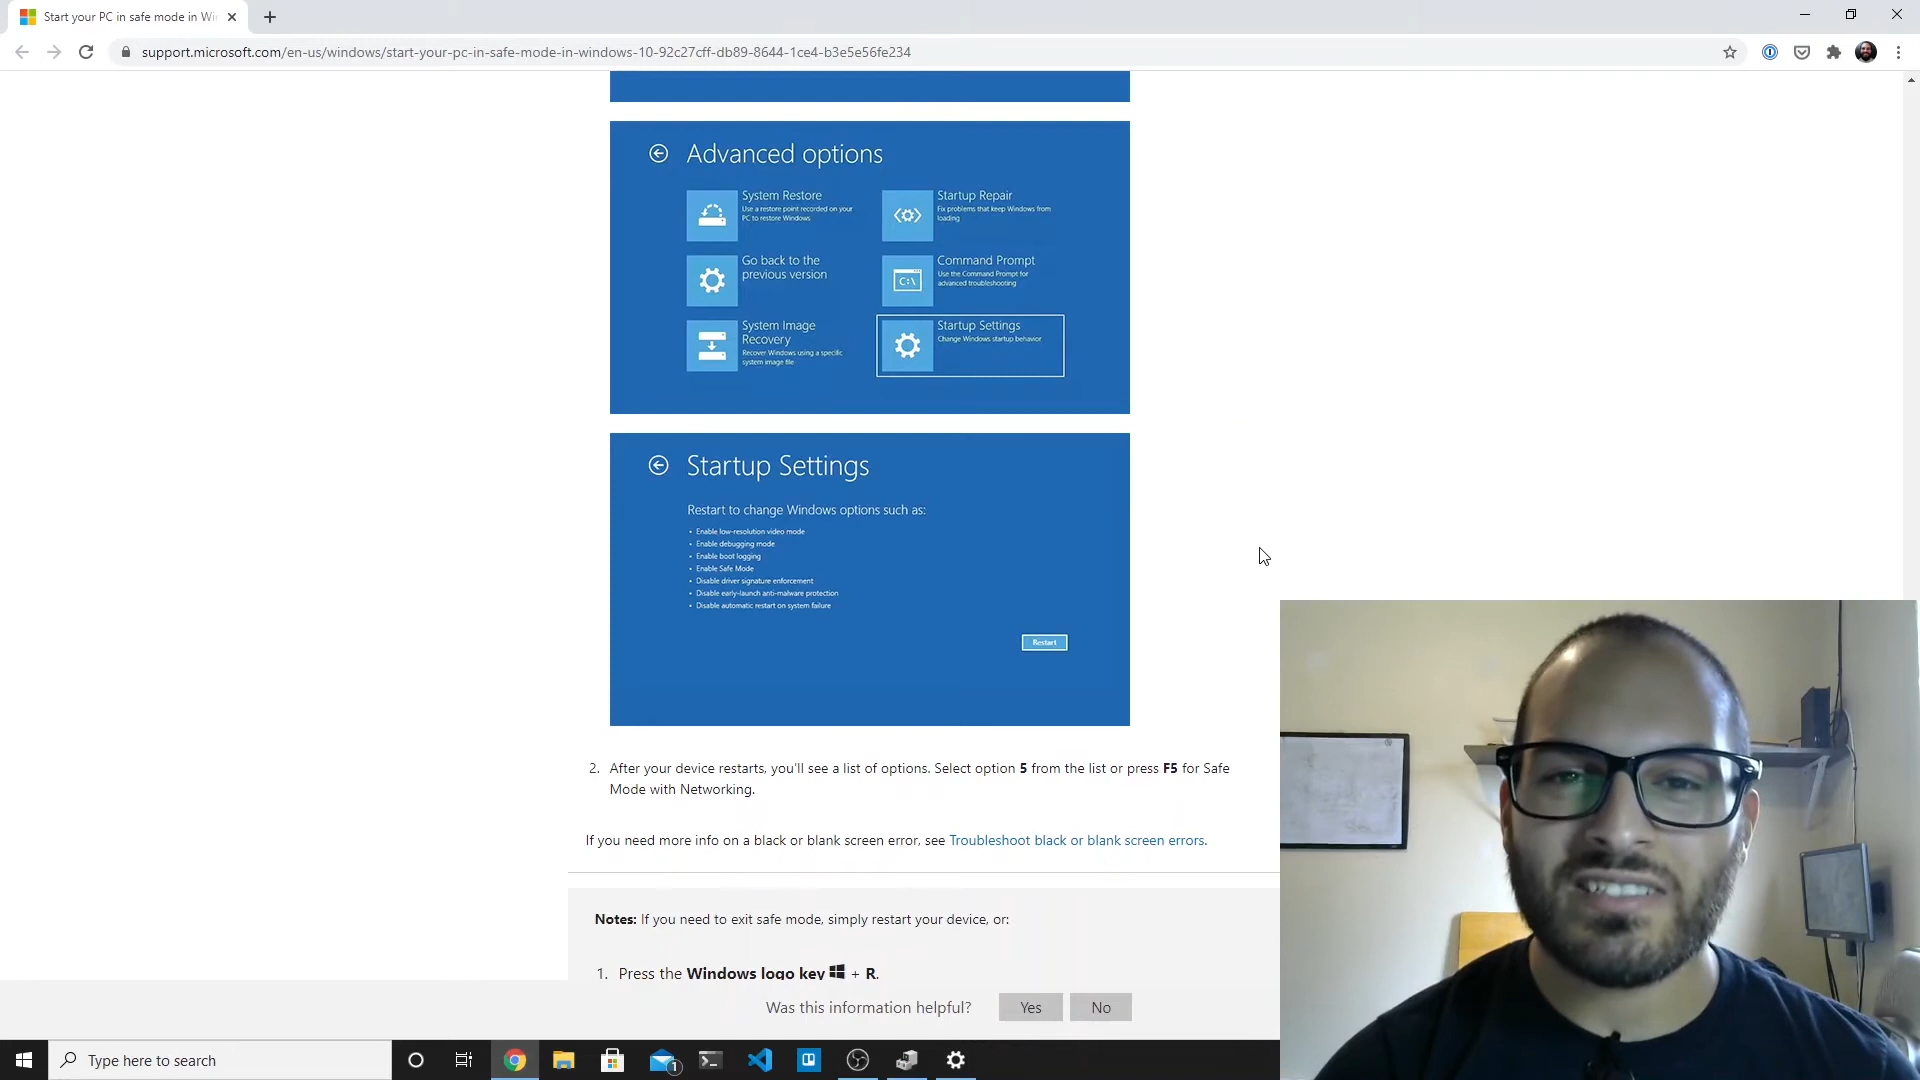 Start your PC in safe mode in Wi
support.microsoft.com/en-us/windows/start-your-pc-in-safe-mode-in-windows-10-92c27cff-db89-8644-1ce4-b3e5e56fe234
Advanced options
System Restore
Use a restore point recorded on your
PC to restore Windows
Startup Repair
Fix problems that keep Windows from
loading
Go back to the
previous version
Command Prompt
Use the Command Prompt for
advanced troubleshooting
C:\
System Image
Recovery
Recover Windows using a specific
system image file
Startup Settings
Change Windows startup behavior
Startup Settings
Restart to change Windows options such as:
• Enable low-resolution video mode
• Enable debugging mode
• Enable boot logging
• Enable Safe Mode
• Disable driver signature enforcement
• Disable early-launch anti-malware protection
• Disable automatic restart on system failure
Restart
2. After your device restarts, you'll see a list of options. Select option 5 from the list or press F5 for Safe
Mode with Networking.
If you need more info on a black or blank screen error, see Troubleshoot black or blank screen errors.
Notes: If you need to exit safe mode, simply restart your device, or:
1. Press the Windows logo key + R.
Was this information helpful? Yes No
Type here to search
1